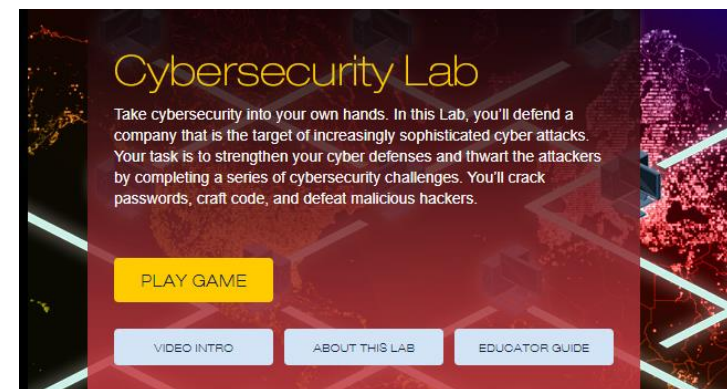 Cybersecurity Lab
Take cybersecurity into your own hands. In this Lab, you'll defend a
company that is the target of increasingly sophisticated cyber attacks.
Your task is to strengthen your cyber defenses and thwart the attackers
by completing a series of cybersecurity challenges. You'll crack
passwords, craft code, and defeat malicious hackers.
PLAY GAME
VIDEO INTRO ABOUT THIS LAB EDUCATOR GUIDE